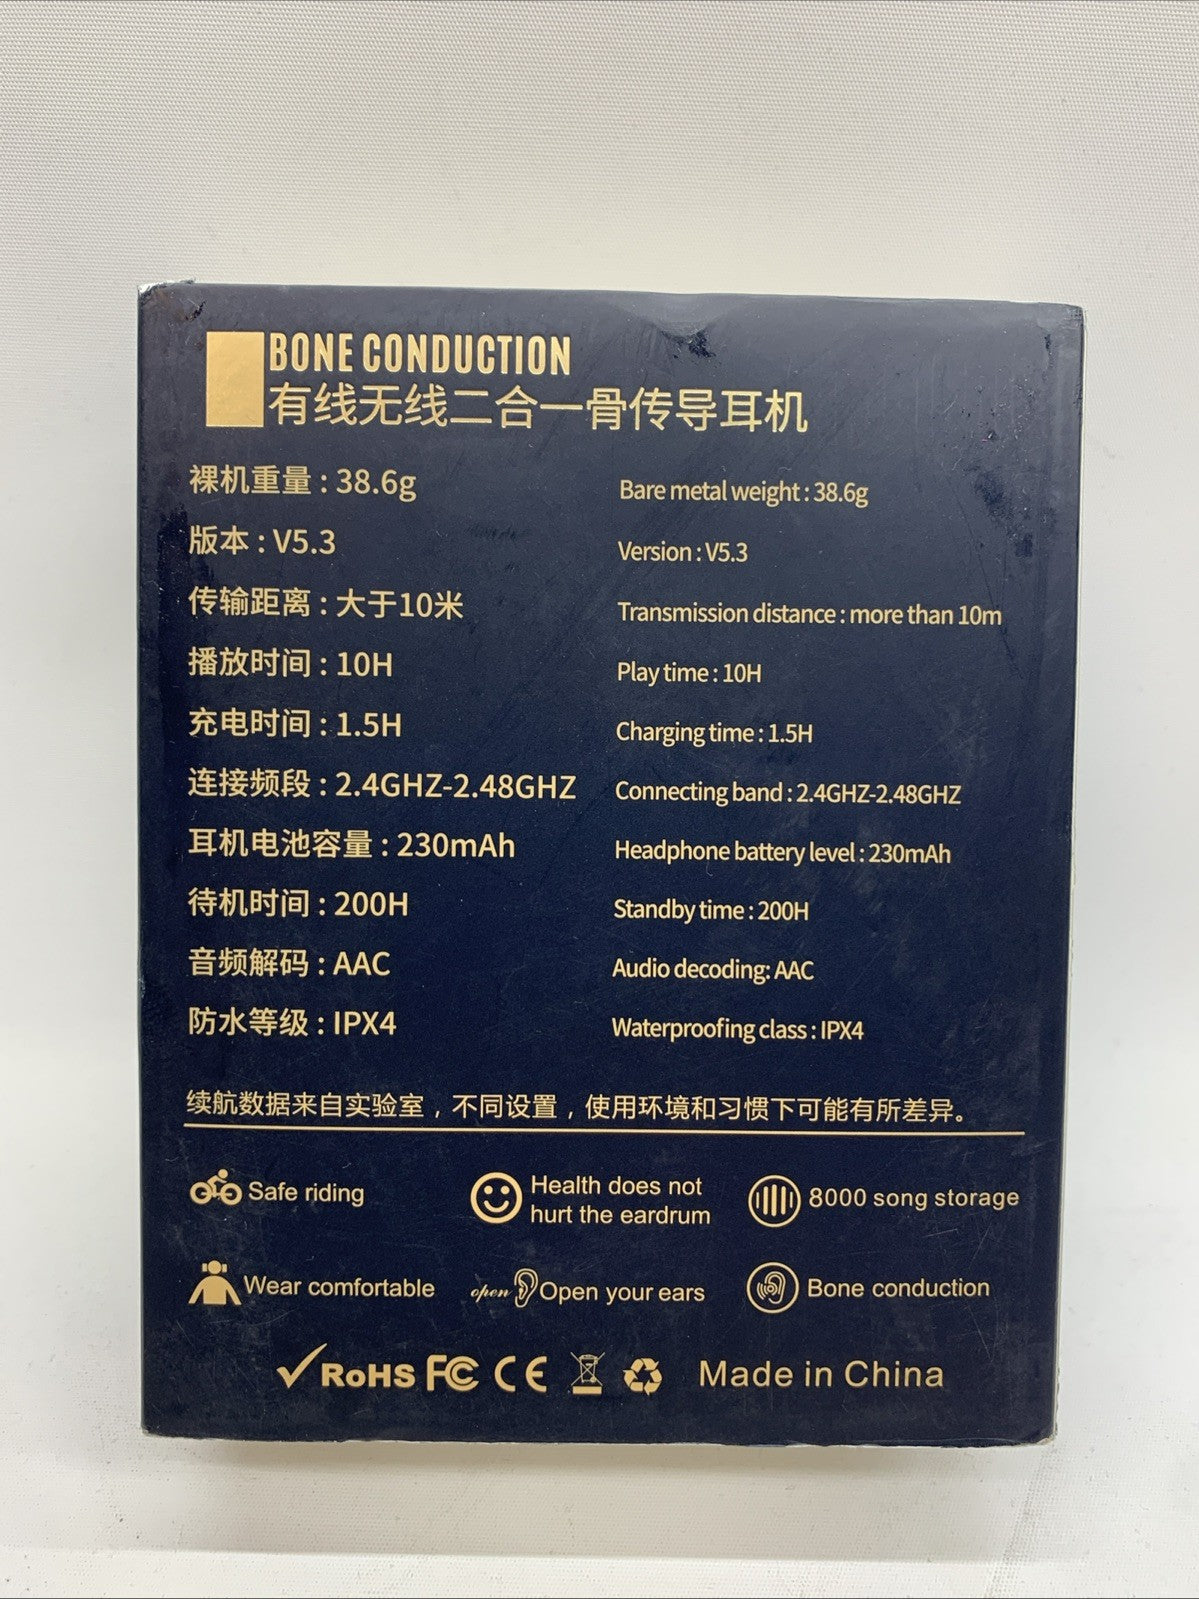 BONE CONDUCTION
有线无线二合一骨传导耳机
裸机重量 : 38.6g
Bare metal weight : 38.6g
版本 : V5.3
Version : V5.3
传输距离 : 大于10米
Transmission distance : more than 10m
播放时间 : 10H
Play time : 10H
充电时间 : 1.5H
Charging time : 1.5H
连接频段 : 2.4GHZ-2.48GHZ
Connecting band : 2.4GHZ-2.48GHZ
耳机电池容量 : 230mAh
Headphone battery level : 230mAh
待机时间 : 200H
Standby time : 200H
音频解码 : AAC
Audio decoding: AAC
防水等级 : IPX4
Waterproofing class : IPX4
续航数据来自实验室，不同设置，使用环境和习惯下可能有所差异。
Safe riding
Health does not
hurt the eardrum
8000 song storage
Wear comfortable
open Open your ears
Bone conduction
RoHS FC CE Made in China